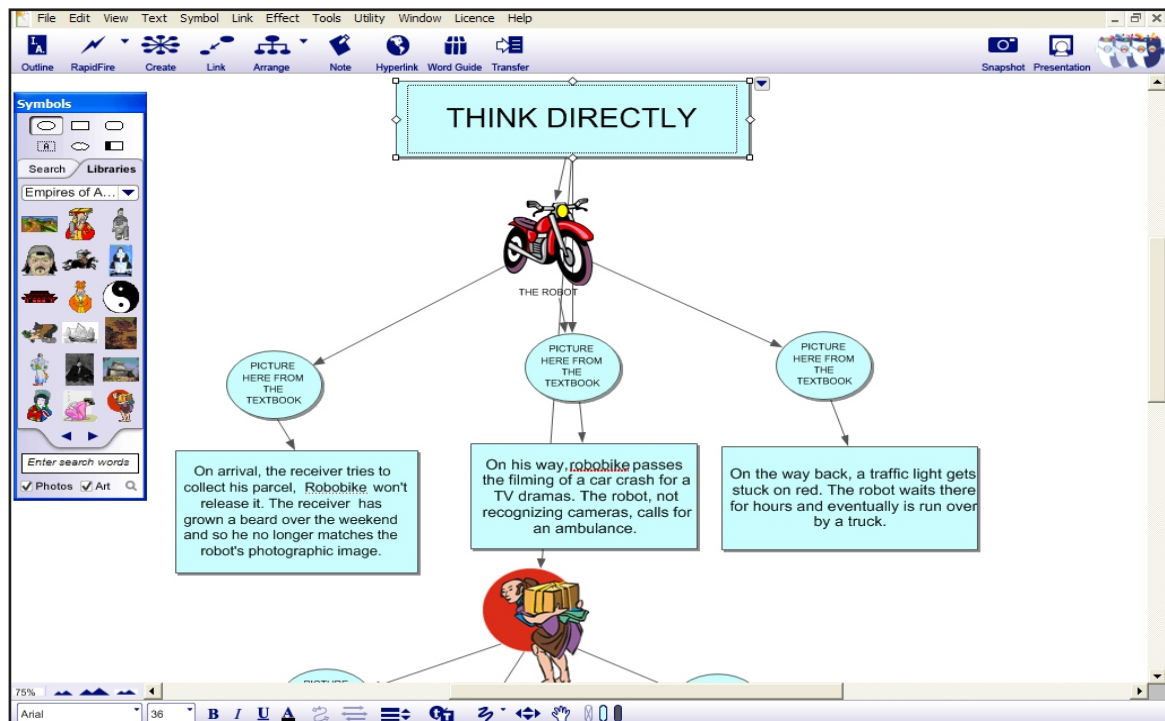 File Edit View Text Symbol Link Effect Tools Utility Window Licence Help
Outline RapidFire Create Link Arrange Note Hyperlink Word Guide Transfer Snapshot Presentation
Symbols
A
Search Libraries
Empires of A...
Enter search words
Photos Art
THINK DIRECTLY
THE ROBOT
PICTURE
HERE FROM
THE
TEXTBOOK
PICTURE
HERE FROM
THE
TEXTBOOK
PICTURE
HERE FROM
THE
TEXTBOOK
On arrival, the receiver tries to
collect his parcel, Robobike won't
release it. The receiver has
grown a beard over the weekend
and so he no longer matches the
robot's photographic image.
On his way,robobike passes
the filming of a car crash for a
TV dramas. The robot, not
recognizing cameras, calls for
an ambulance.
On the way back, a traffic light gets
stuck on red. The robot waits there
for hours and eventually is run over
by a truck.
75%
Arial 36 B I U A